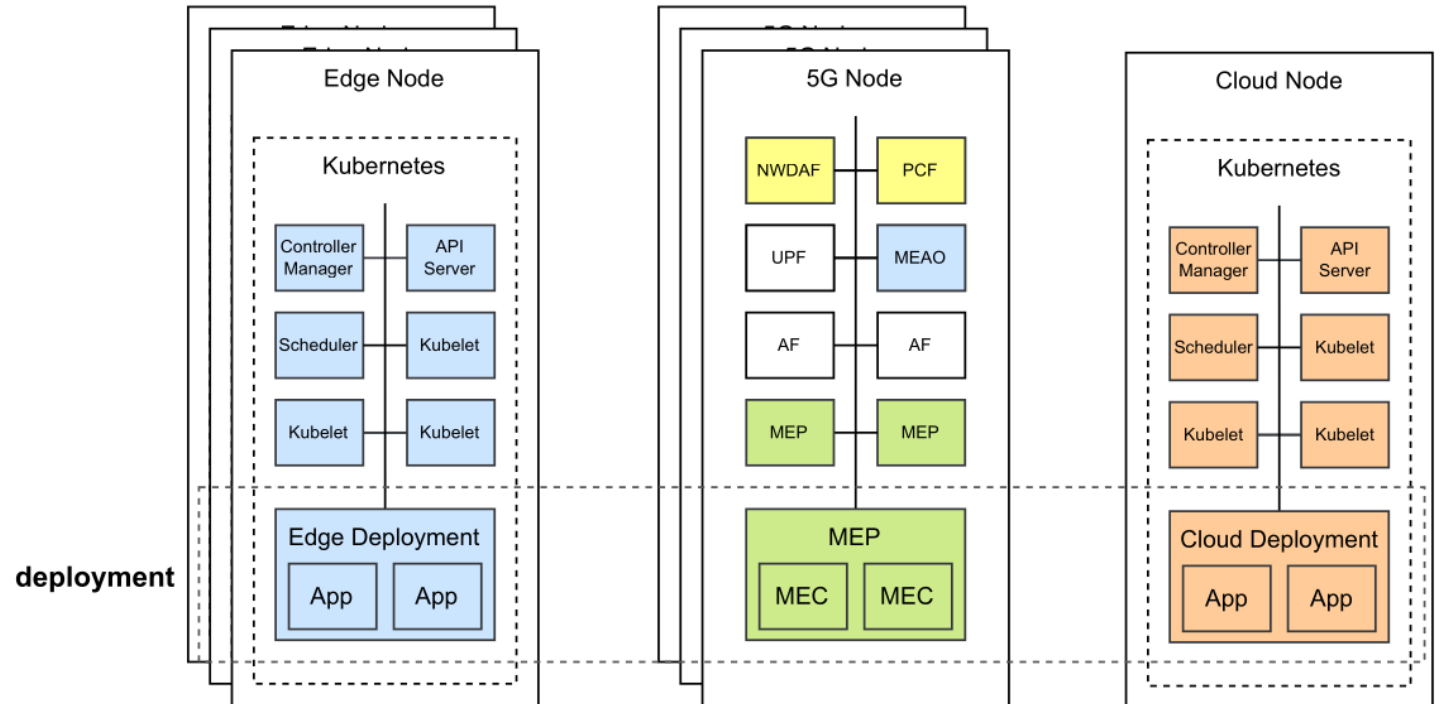 Edge Node
Kubernetes
Controller
Manager
API
Server
Scheduler
Kubelet
Kubelet
Kubelet
Edge Deployment
App
App
5G Node
NWDAF
PCF
UPF
MEAO
AF
AF
MEP
MEP
MEP
MEC
MEC
Cloud Node
Kubernetes
Controller
Manager
API
Server
Scheduler
Kubelet
Kubelet
Kubelet
Cloud Deployment
App
App
deployment